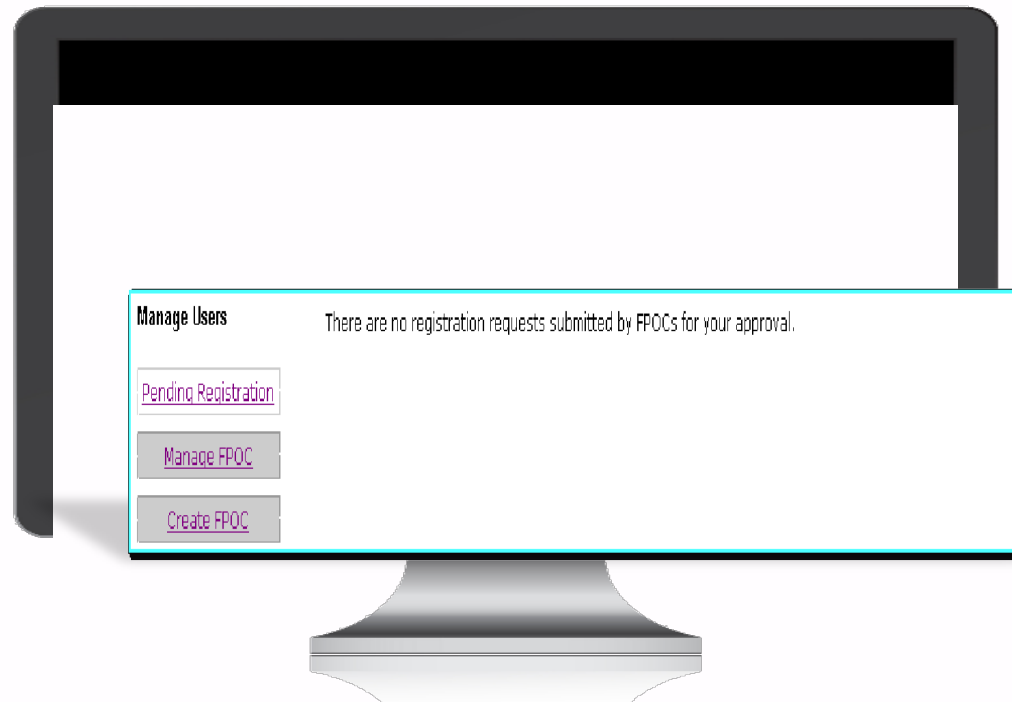 Manage Users
There are no registration requests submitted by FPOCs for your approval.
Pending Registration
Manage FPOC
Create FPOC